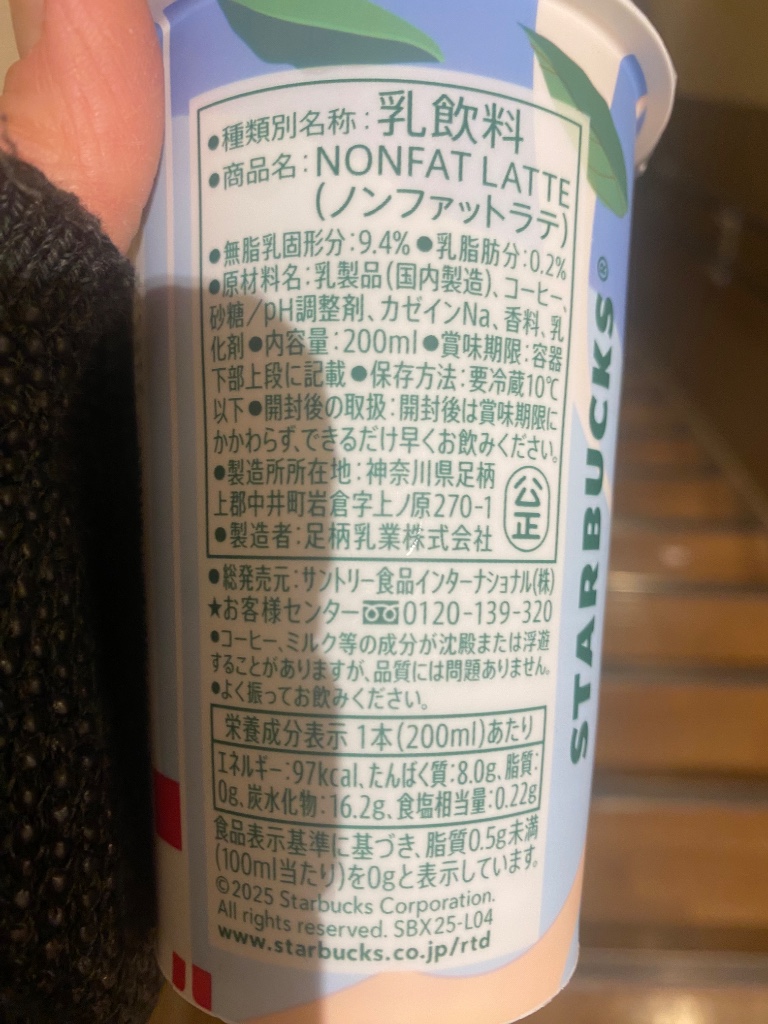 ●種類別名称：乳飲料
●商品名：NONFAT LATTE
(ノンファットラテ)
●無脂乳固形分：9.4% ●乳脂肪分：0.2%
●原材料名：乳製品(国内製造)、コーヒー、
砂糖／pH調整剤、カゼインNa、香料、乳
化剤●内容量：200ml●賞味期限：容器
下部上段に記載●保存方法：要冷蔵10℃
以下●開封後の取扱：開封後は賞味期限に
かかわらず、できるだけ早くお飲みください。
●製造所所在地：神奈川県足柄
上郡中井町岩倉字上ノ原270-1
●製造者：足柄乳業株式会社
公正
●総発売元：サントリー食品インターナショナル(株)
★お客様センター 0120-139-320
●コーヒー、ミルク等の成分が沈殿または浮遊
することがありますが、品質には問題ありません。
●よく振ってお飲みください。
栄養成分表示 1本(200ml)あたり
エネルギー：97kcal、たんぱく質：8.0g、脂質：
0g、炭水化物：16.2g、食塩相当量：0.22g
食品表示基準に基づき、脂質0.5g未満
(100ml当たり)を0gと表示しています。
©2025 Starbucks Corporation.
All rights reserved. SBX25-L04
www.starbucks.co.jp/rtd
STARBUCKS®